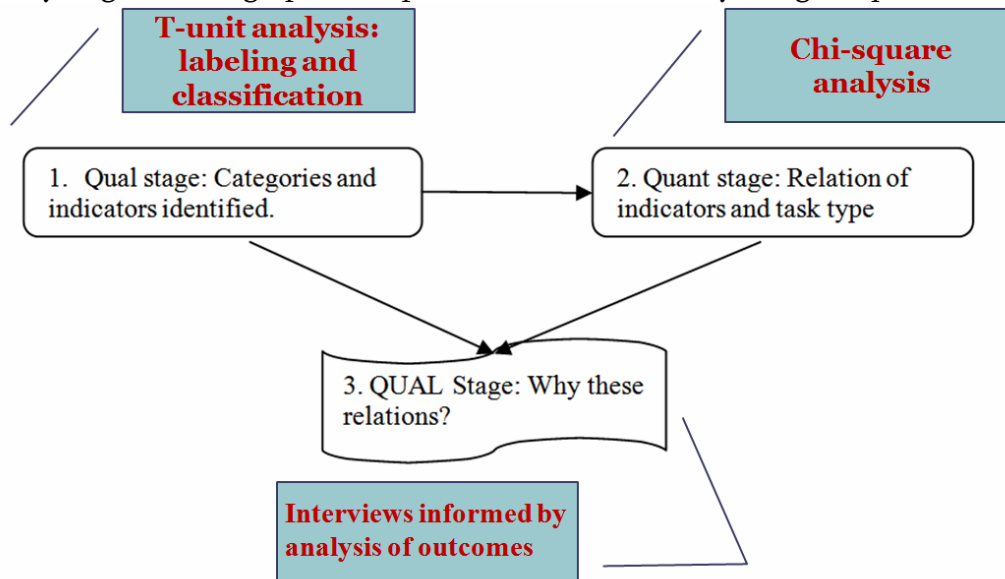 T-unit analysis:
labeling and
classification
Chi-square
analysis
1. Qual stage: Categories and
indicators identified.
2. Quant stage: Relation of
indicators and task type
3. QUAL Stage: Why these
relations?
Interviews informed by
analysis of outcomes